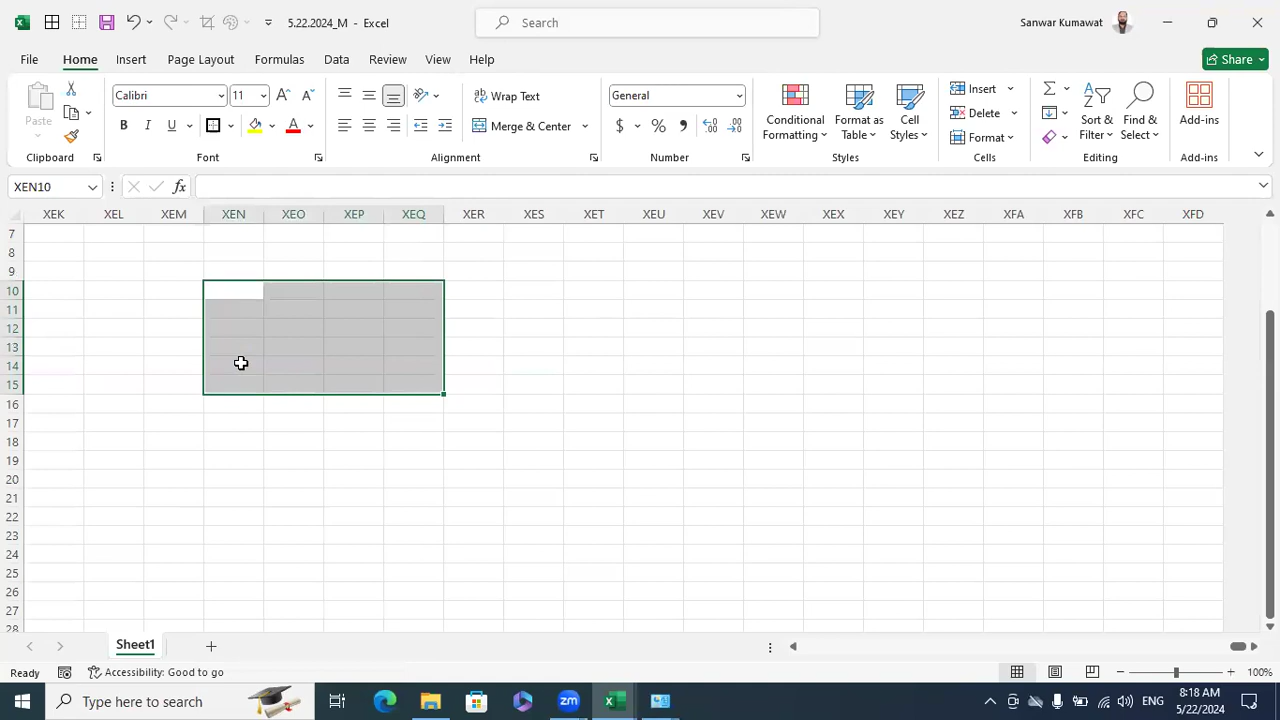 5.22.2024_M - Excel
Search
Sanwar Kumawat
File Home Insert Page Layout Formulas Data Review View Help
Share
Paste
Calibri 11
Wrap Text
General
Merge & Center
B I U
$ % ,
Conditional Formatting
Format as Table
Cell Styles
Insert
Delete
Format
Sort & Filter
Find & Select
Add-ins
Clipboard Font Alignment Number Styles Cells Editing Add-ins
XEN10 fx
XEK XEL XEM XEN XEO XEP XEQ XER XES XET XEU XEV XEW XEX XEY XEZ XFA XFB XFC XFD
7
8
9
10
11
12
13
14
15
16
17
18
19
20
21
22
23
24
25
26
27
28
Sheet1
Ready Accessibility: Good to go 100%
Type here to search
zm
ENG
8:18 AM
5/22/2024